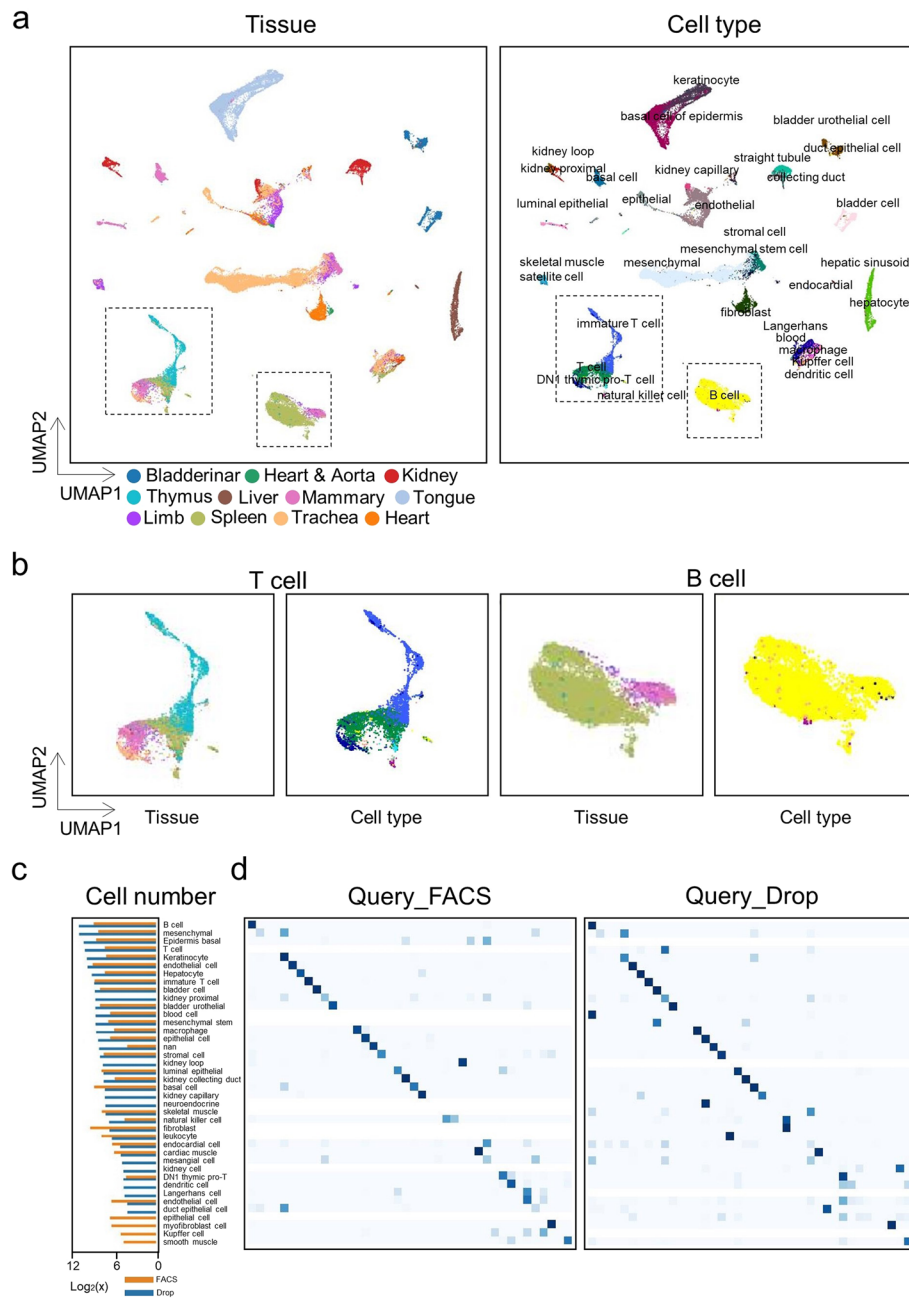 a
Tissue
Cell type
keratinocyte
basal cell of epidermis
bladder urothelial cell
duct epithelial cell
kidney loop
kidney proximal
basal cell
kidney capillary
straight tubule
collecting duct
luminal epithelial
epithelial
endothelial
bladder cell
stromal cell
mesenchymal stem cell
skeletal muscle
satellite cell
mesenchymal
hepatic sinusoid
endocardial
hepatocyte
fibroblast
immature T cell
Langerhans
blood
macrophage
Kupffer cell
dendritic cell
T cell
DN1 thymic pro-T cell
natural killer cell
B cell
UMAP2
UMAP1
Bladderinar Heart & Aorta Kidney
Thymus Liver Mammary Tongue
Limb Spleen Trachea Heart
b
T cell
B cell
UMAP2
UMAP1
Tissue
Cell type
Tissue
Cell type
c
d
Cell number
Query_FACS
Query_Drop
B cell
mesenchymal
Epidermis basal
T cell
Keratinocyte
endothelial cell
Hepatocyte
immature T cell
bladder cell
kidney proximal
bladder urothelial
blood cell
mesenchymal stem
macrophage
epithelial cell
nan
stromal cell
kidney loop
luminal epithelial
kidney collecting duct
basal cell
kidney capillary
neuroendocrine
skeletal muscle
natural killer cell
fibroblast
leukocyte
endocardial cell
cardiac muscle
mesangial cell
kidney cell
DN1 thymic pro-T
dendritic cell
Langerhans cell
endothelial cell
duct epithelial cell
epithelial cell
myofibroblast cell
Kupffer cell
smooth muscle
12 6 0
Log2(x)
FACS
Drop